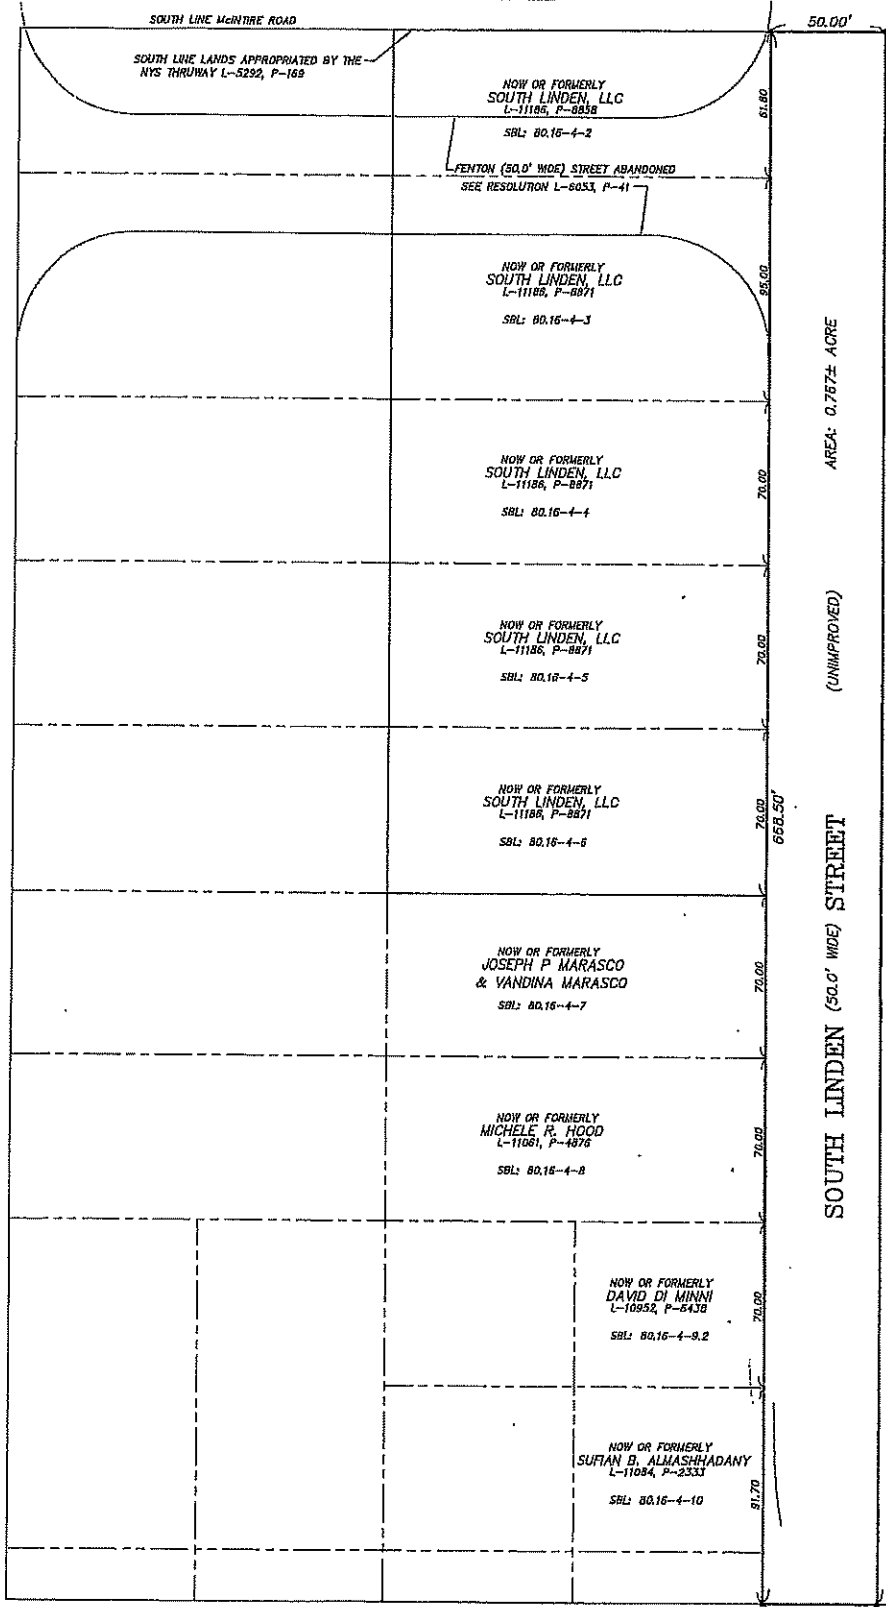 SOUTH LINE McINTIRE ROAD
50.00'
SOUTH LINE LANDS APPROPRIATED BY THE
NYS THRUWAY L-5292, P-169
NOW OR FORMERLY
SOUTH LINDEN, LLC
L-11186, P-8858
SBL: 80.16-4-2
61.80
FENTON (50.0' WIDE) STREET ABANDONED
SEE RESOLUTION L-6053, P-41
NOW OR FORMERLY
SOUTH LINDEN, LLC
L-11186, P-8871
SBL: 80.16-4-3
95.00
AREA: 0.767± ACRE
NOW OR FORMERLY
SOUTH LINDEN, LLC
L-11186, P-8871
SBL: 80.16-4-4
70.00
NOW OR FORMERLY
SOUTH LINDEN, LLC
L-11186, P-8871
SBL: 80.16-4-5
70.00
(UNIMPROVED)
NOW OR FORMERLY
SOUTH LINDEN, LLC
L-11186, P-8871
SBL: 80.16-4-6
70.00
668.50'
SOUTH LINDEN (50.0' WIDE) STREET
NOW OR FORMERLY
JOSEPH P MARASCO
& VANDINA MARASCO
SBL: 80.16-4-7
70.00
NOW OR FORMERLY
MICHELE R. HOOD
L-11061, P-4876
SBL: 80.16-4-8
70.00
NOW OR FORMERLY
DAVID DI MINNI
L-10952, P-6438
SBL: 80.16-4-9.2
70.00
NOW OR FORMERLY
SUFIAN B. ALMASHHADANY
L-11084, P-2333
SBL: 80.16-4-10
91.70